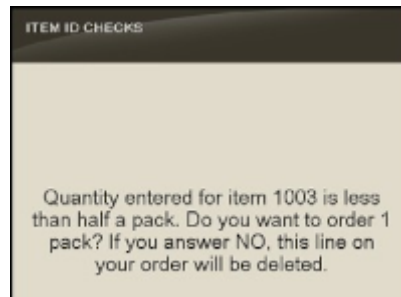 ITEM ID CHECKS
Quantity entered for item 1003 is less
than half a pack. Do you want to order 1
pack? If you answer NO, this line on
your order will be deleted.